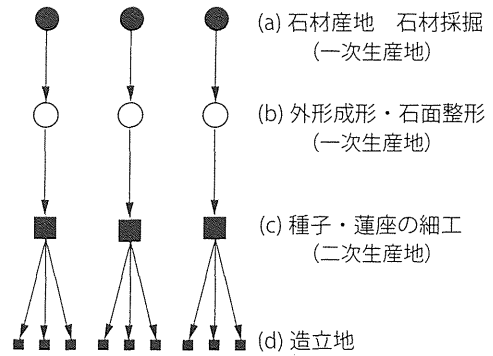 (a) 石材産地 石材採掘
(一次生産地)
(b) 外形成形・石面整形
(一次生産地)
(c) 種子・蓮座の細工
(二次生産地)
(d) 造立地